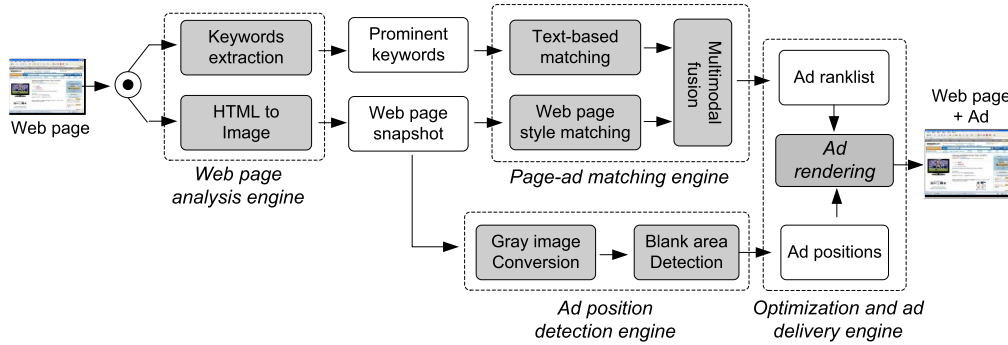 Web page
Keywords
extraction
HTML to
Image
Web page
analysis engine
Prominent
keywords
Web page
snapshot
Text-based
matching
Web page
style matching
Multimodal
fusion
Page-ad matching engine
Gray image
Conversion
Blank area
Detection
Ad position
detection engine
Ad ranklist
Ad
rendering
Ad positions
Optimization and ad
delivery engine
Web page
+ Ad